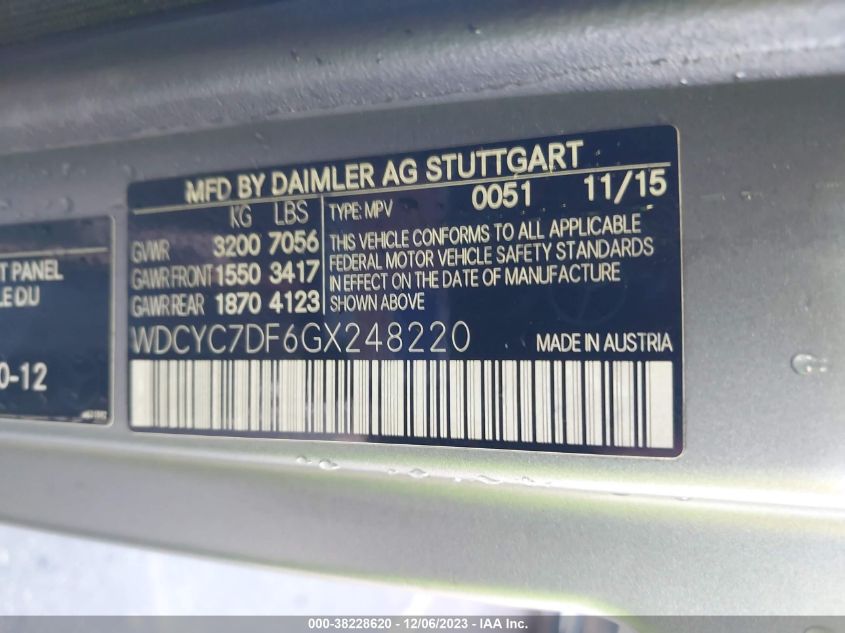 MFD BY DAIMLER AG STUTTGART
KG LBS
GVWR 3200 7056
GAWR FRONT 1550 3417
GAWR REAR 1870 4123
TYPE: MPV 0051 11/15
THIS VEHICLE CONFORMS TO ALL APPLICABLE
FEDERAL MOTOR VEHICLE SAFETY STANDARDS
IN EFFECT ON THE DATE OF MANUFACTURE
SHOWN ABOVE
WDCYC7DF6GX248220 MADE IN AUSTRIA
T PANEL
LE DU
0-12
000-38228620 - 12/06/2023 - IAA Inc.